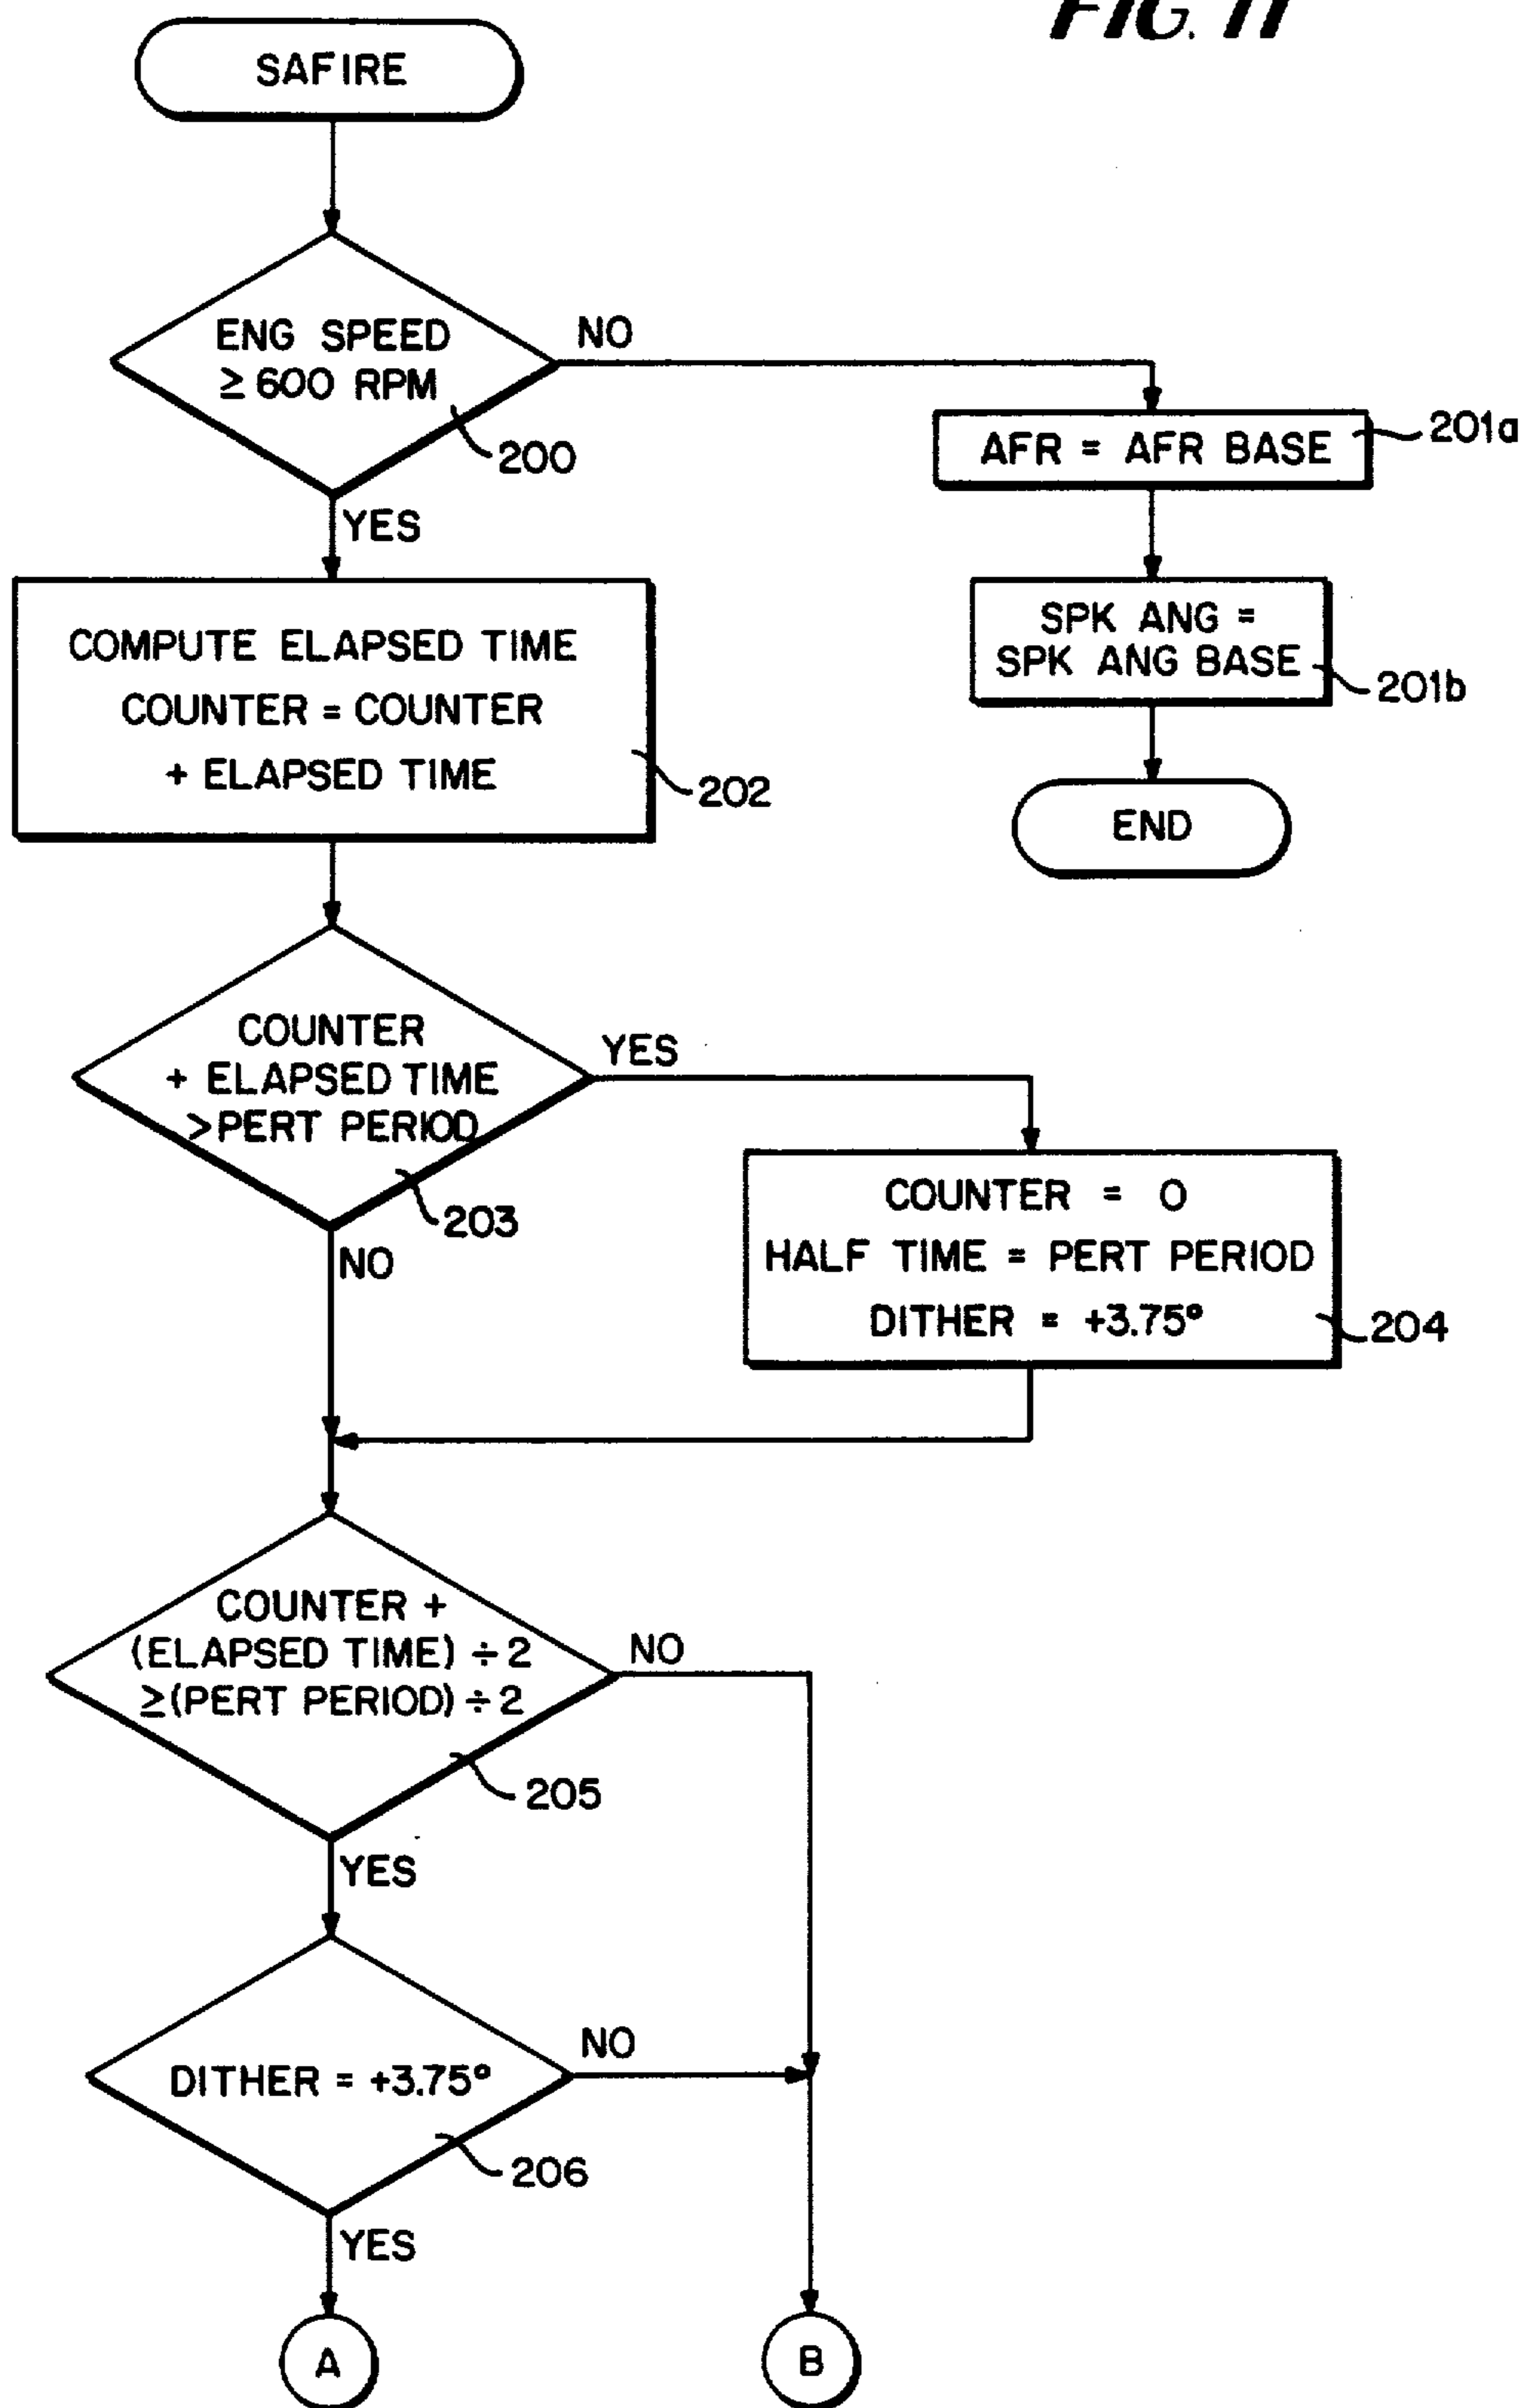 FIG. 11
SAFIRE
ENG SPEED
≥ 600 RPM
NO
200
YES
AFR = AFR BASE
201a
SPK ANG =
SPK ANG BASE
201b
END
COMPUTE ELAPSED TIME
COUNTER = COUNTER
+ ELAPSED TIME
202
COUNTER
+ ELAPSED TIME
>PERT PERIOD
YES
203
NO
COUNTER = 0
HALF TIME = PERT PERIOD
DITHER = +3.75°
204
COUNTER +
(ELAPSED TIME) ÷ 2
≥(PERT PERIOD) ÷ 2
NO
205
YES
DITHER = +3.75°
NO
206
YES
A
B